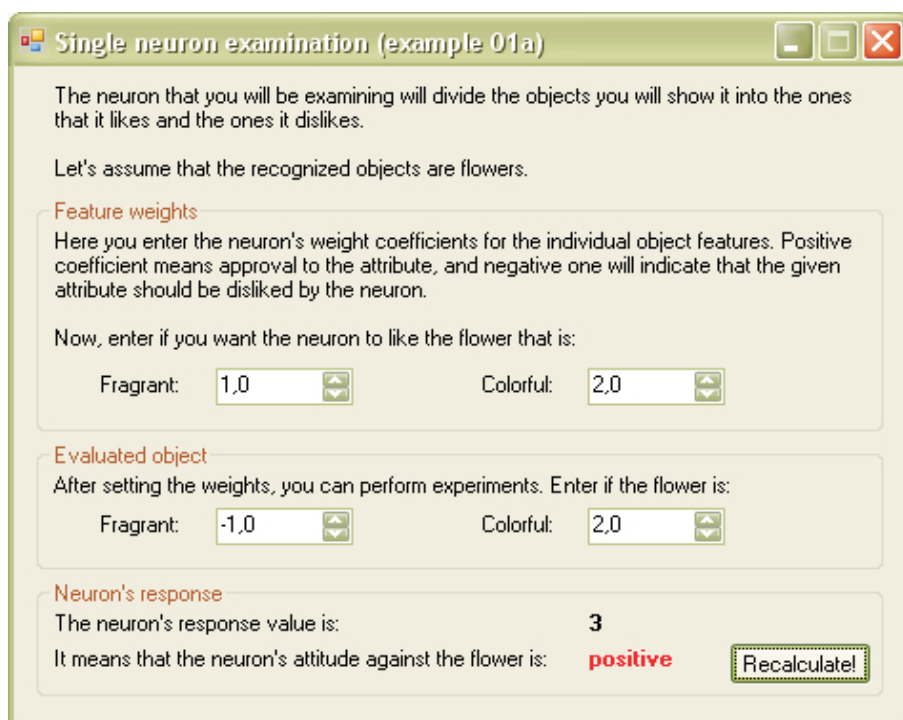 Single neuron examination (example 01a)
The neuron that you will be examining will divide the objects you will show it into the ones
that it likes and the ones it dislikes.
Let's assume that the recognized objects are flowers.
Feature weights
Here you enter the neuron's weight coefficients for the individual object features. Positive
coefficient means approval to the attribute, and negative one will indicate that the given
attribute should be disliked by the neuron.
Now, enter if you want the neuron to like the flower that is:
Fragrant: 1,0 Colorful: 2,0
Evaluated object
After setting the weights, you can perform experiments. Enter if the flower is:
Fragrant: -1,0 Colorful: 2,0
Neuron's response
The neuron's response value is: 3
It means that the neuron's attitude against the flower is: positive Recalculate!